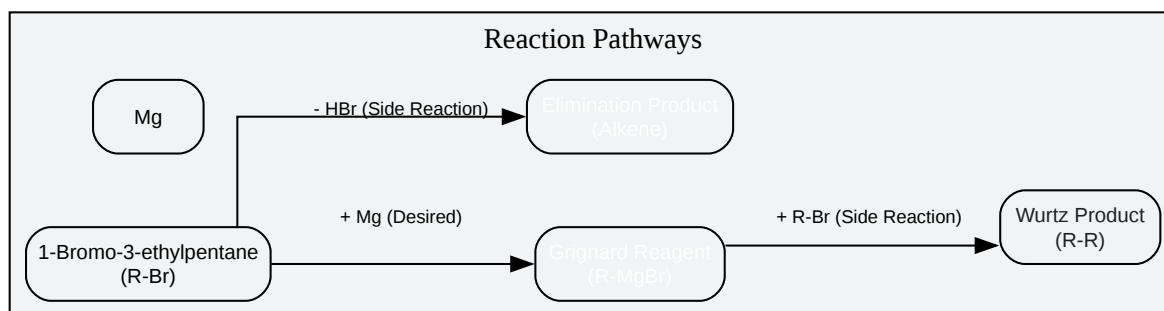 Reaction Pathways
Mg
- HBr (Side Reaction)
Elimination Product
(Alkene)
1-Bromo-3-ethylpentane
(R-Br)
+ Mg (Desired)
Grignard Reagent
(R-MgBr)
+ R-Br (Side Reaction)
Wurtz Product
(R-R)